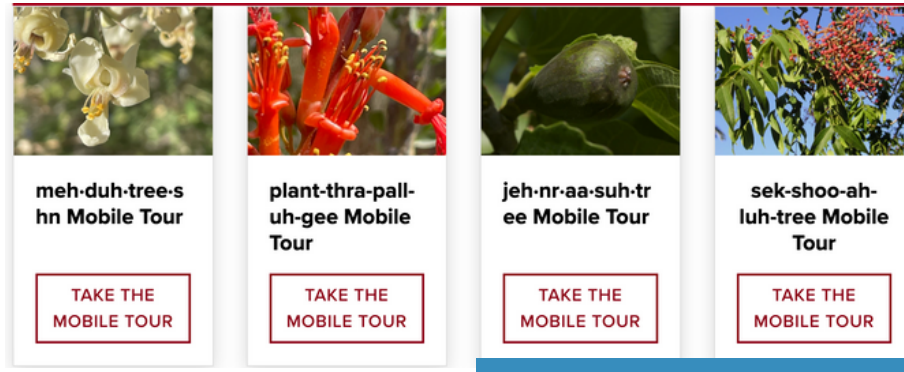 meh·duh·tree·s
hn Mobile Tour
TAKE THE
MOBILE TOUR
plant-thra-pall-
uh-gee Mobile
Tour
TAKE THE
MOBILE TOUR
jeh·nr·aa·suh·tr
ee Mobile Tour
TAKE THE
MOBILE TOUR
sek-shoo-ah-
luh-tree Mobile
Tour
TAKE THE
MOBILE TOUR